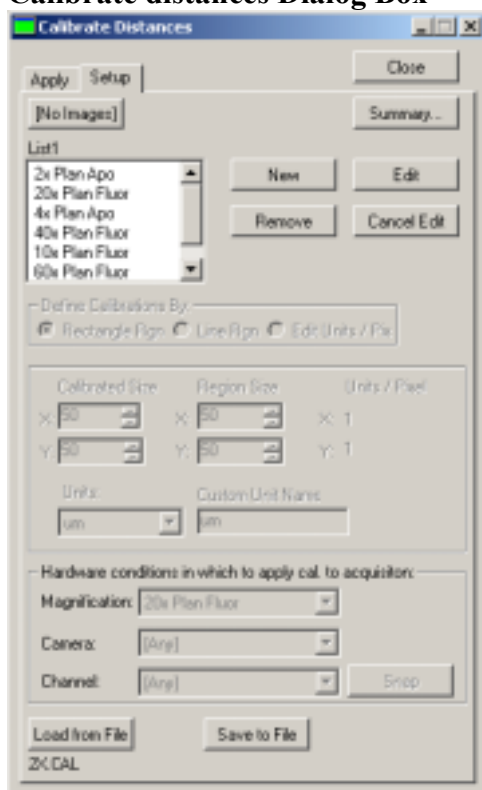 Calibrate distances Dialog Box
Calibrate Distances
Apply Setup Close
[No Images] Summary...
List1
2x Plan Apo
20x Plan Fluor
4x Plan Apo
40x Plan Fluor
10x Plan Fluor
60x Plan Fluor
New Edit
Remove Cancel Edit
Define Calibrations By:
Rectangle Rgn Line Rgn Edit Units / Pix
Calibrated Size Region Size Units / Pixel
X: 50 X: 50 X: 1
Y: 50 Y: 50 Y: 1
Units: Custom Unit Name:
um um
Hardware conditions in which to apply cal. to acquisiton:
Magnification: 20x Plan Fluor
Camera: [Any]
Channel: [Any] Snap
Load from File Save to File
2X.CAL